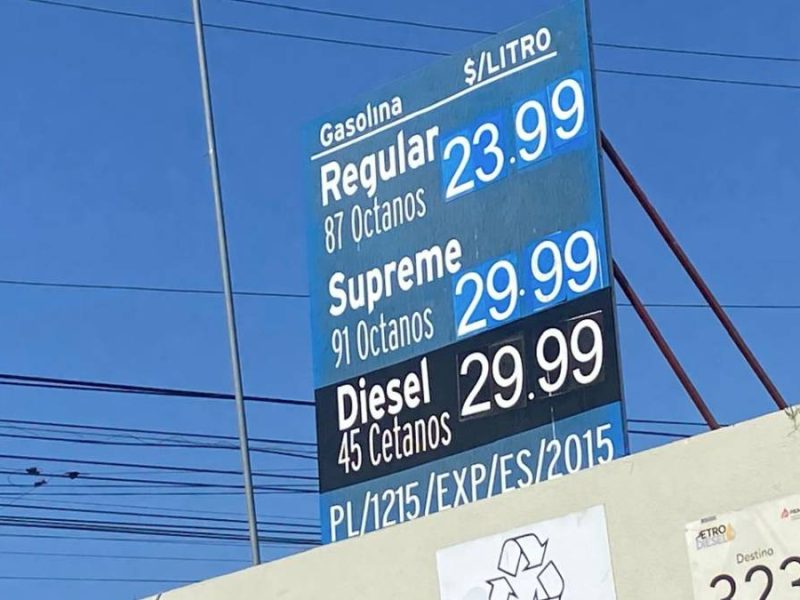 Gasolina $/LITRO
Regular 23.99
87 Octanos
Supreme 29.99
91 Octanos
Diesel 29.99
45 Cetanos
PL/1215/EXP/ES/2015
Destino
323